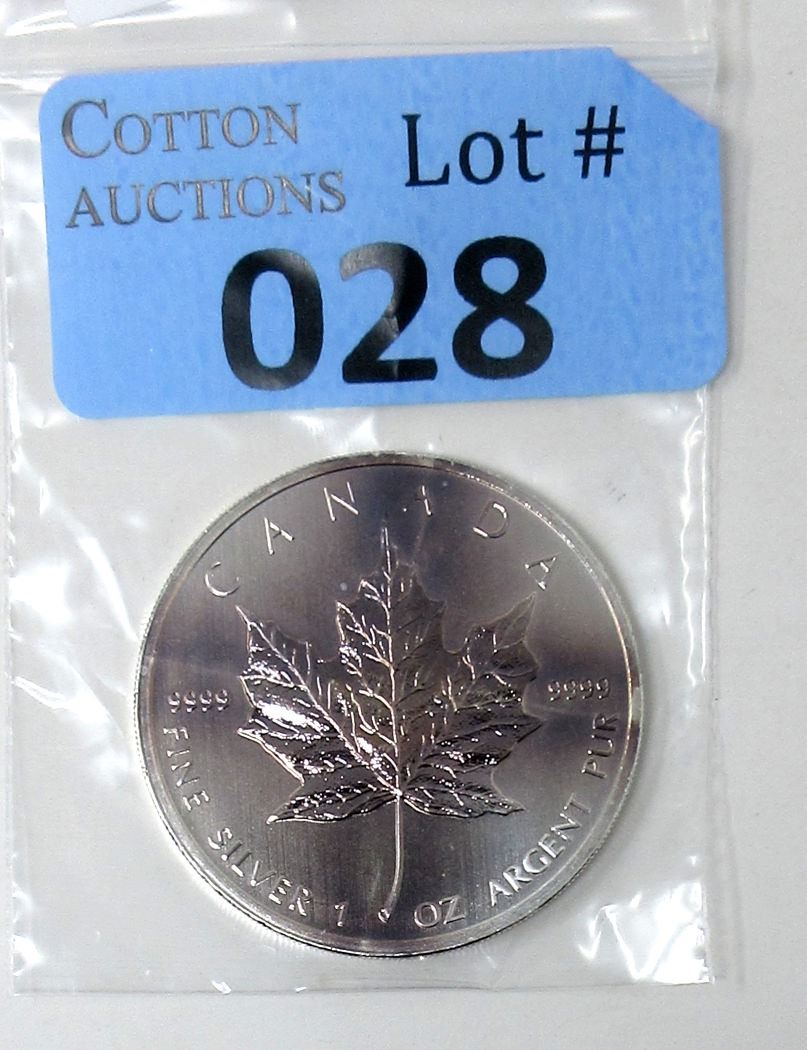 COTTON
AUCTIONS
Lot #
028
CANADA
9999
9999
FINE SILVER 1 OZ ARGENT PUR